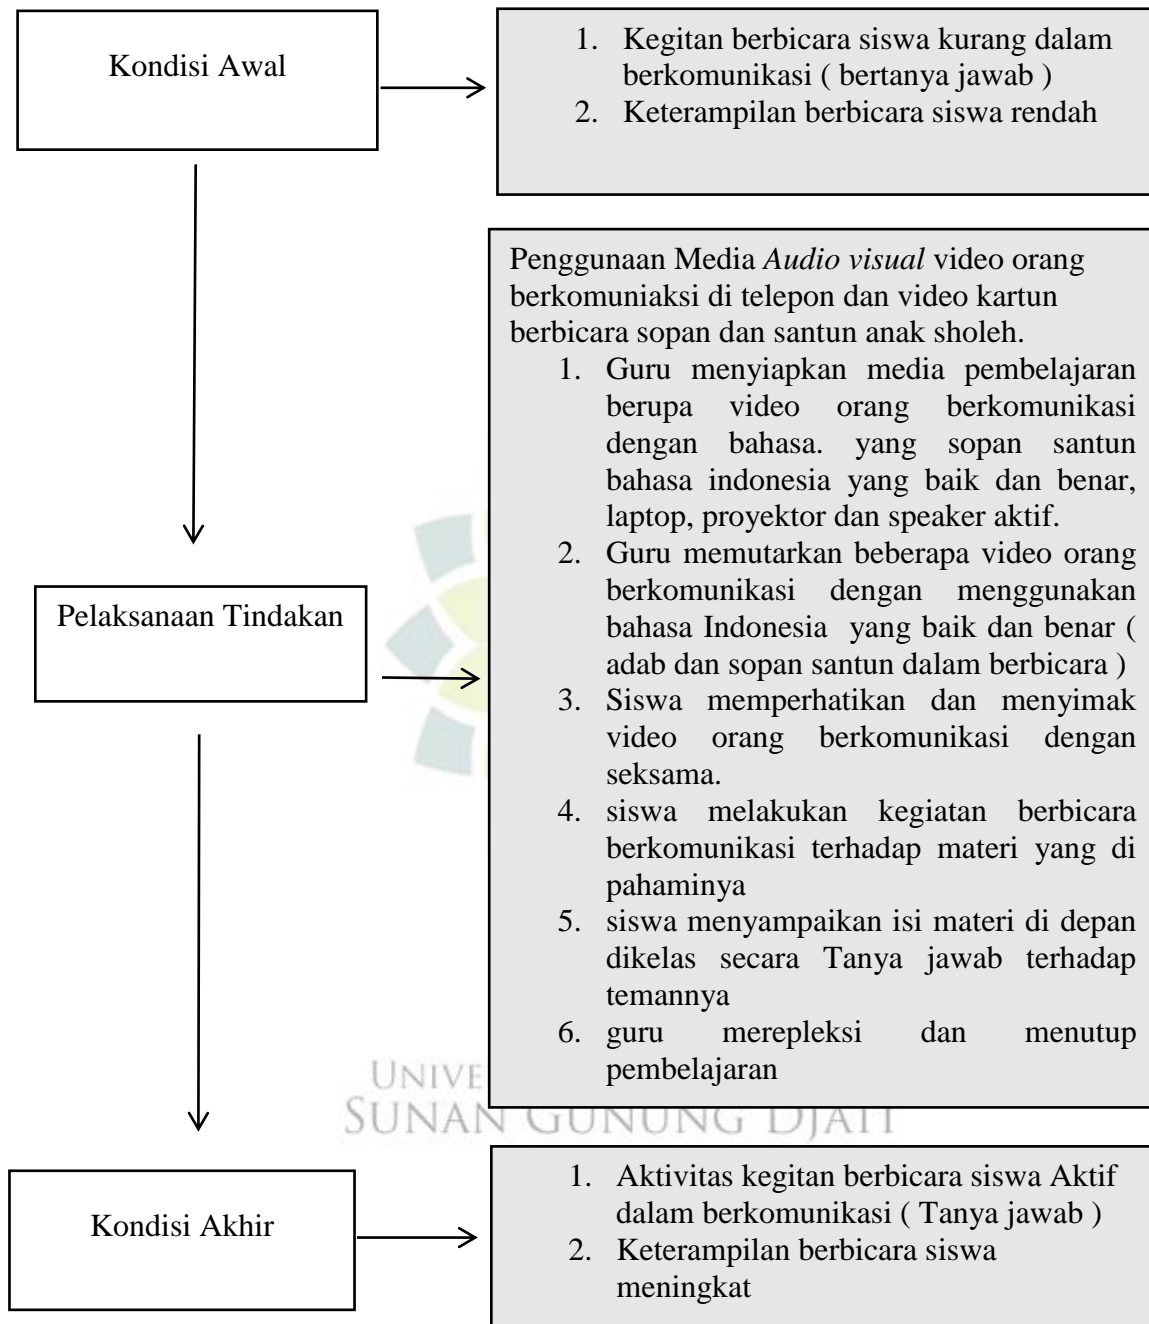 Kondisi Awal
1. Kegitan berbicara siswa kurang dalam
berkomunikasi ( bertanya jawab )
2. Keterampilan berbicara siswa rendah
Penggunaan Media Audio visual video orang
berkomuniaksi di telepon dan video kartun
berbicara sopan dan santun anak sholeh.
1. Guru menyiapkan media pembelajaran
berupa video orang berkomunikasi
dengan bahasa. yang sopan santun
bahasa indonesia yang baik dan benar,
laptop, proyektor dan speaker aktif.
2. Guru memutarkan beberapa video orang
berkomunikasi dengan menggunakan
bahasa Indonesia yang baik dan benar (
adab dan sopan santun dalam berbicara )
3. Siswa memperhatikan dan menyimak
video orang berkomunikasi dengan
seksama.
4. siswa melakukan kegiatan berbicara
berkomunikasi terhadap materi yang di
pahaminya
5. siswa menyampaikan isi materi di depan
dikelas secara Tanya jawab terhadap
temannya
6. guru merepleksi dan menutup
pembelajaran
Pelaksanaan Tindakan
UNIVE
SUNAN GUNUNG DJATI
Kondisi Akhir
1. Aktivitas kegitan berbicara siswa Aktif
dalam berkomunikasi ( Tanya jawab )
2. Keterampilan berbicara siswa
meningkat